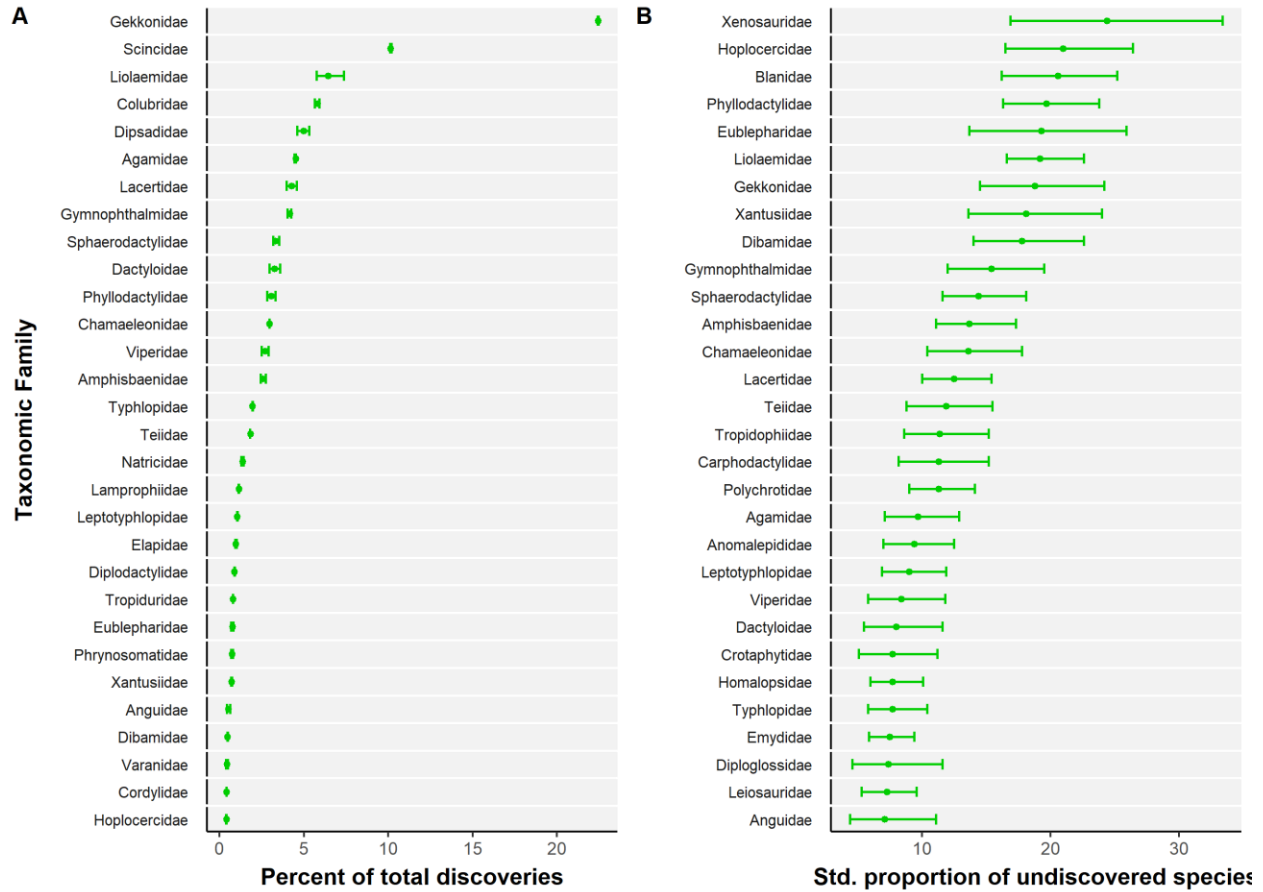 A
Taxonomic Family
Gekkonidae
Scincidae
Liolaemidae
Colubridae
Dipsadidae
Agamidae
Lacertidae
Gymnophthalmidae
Sphaerodactylidae
Dactyloidae
Phyllodactylidae
Chamaeleonidae
Viperidae
Amphisbaenidae
Typhlopidae
Teiidae
Natricidae
Lamprophiidae
Leptotyphlopidae
Elapidae
Diplodactylidae
Tropiduridae
Eublepharidae
Phrynosomatidae
Xantusiidae
Anguidae
Dibamidae
Varanidae
Cordylidae
Hoplocercidae
0 5 10 15 20
Percent of total discoveries
B
Xenosauridae
Hoplocercidae
Blanidae
Phyllodactylidae
Eublepharidae
Liolaemidae
Gekkonidae
Xantusiidae
Dibamidae
Gymnophthalmidae
Sphaerodactylidae
Amphisbaenidae
Chamaeleonidae
Lacertidae
Teiidae
Tropidophiidae
Carphodactylidae
Polychrotidae
Agamidae
Anomalepididae
Leptotyphlopidae
Viperidae
Dactyloidae
Crotaphytidae
Homalopsidae
Typhlopidae
Emydidae
Diploglossidae
Leiosauridae
Anguidae
10 20 30
Std. proportion of undiscovered species